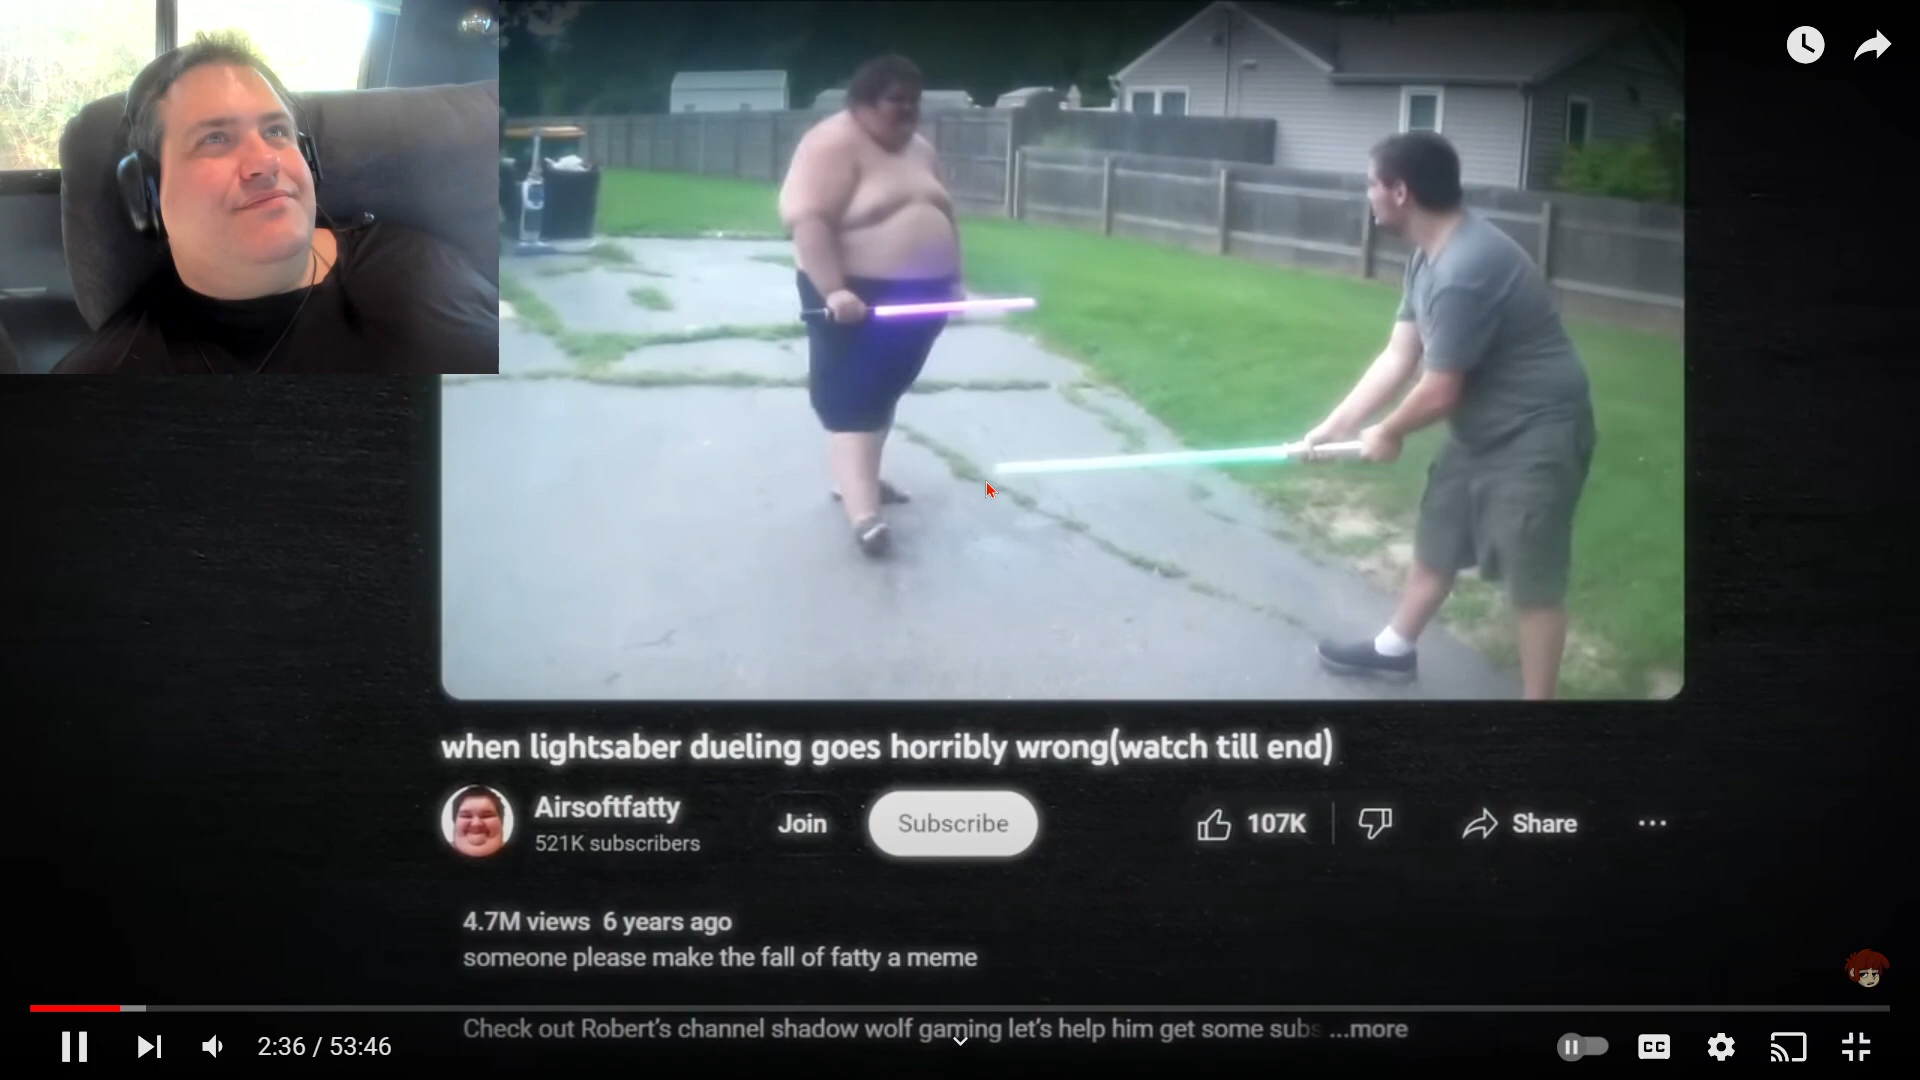 when lightsaber dueling goes horribly wrong(watch till end)
Airsoftfatty
521K subscribers
Join
Subscribe
107K
Share
4.7M views 6 years ago
someone please make the fall of fatty a meme
Check out Robert's channel shadow wolf gaming let's help him get some subs ...more
2:36 / 53:46
CC